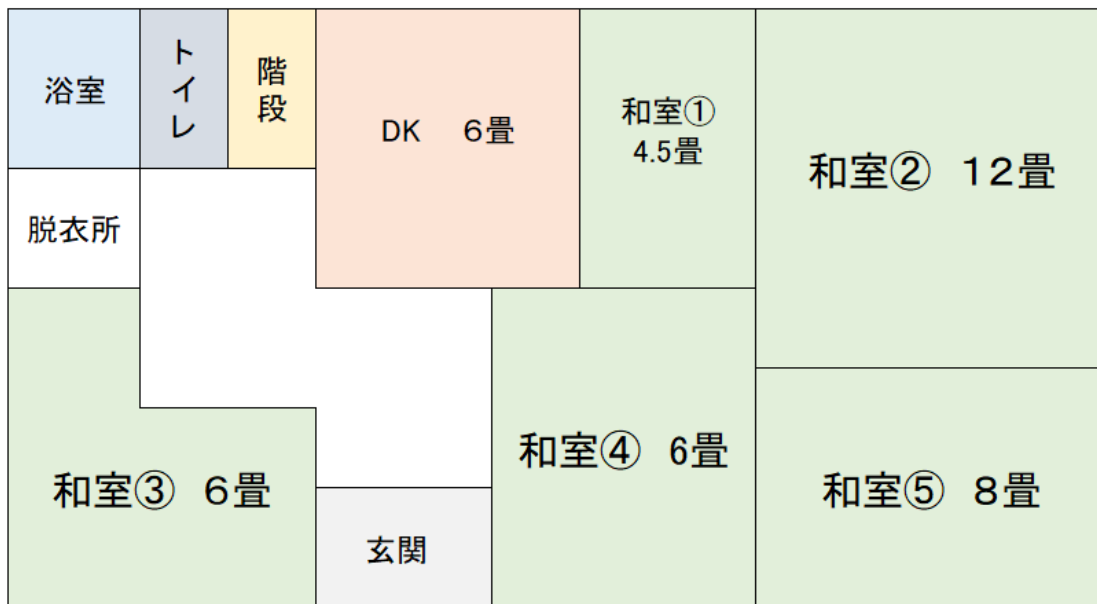 浴室
トイレ
階段
DK　６畳
和室①
4.5畳
和室②　１２畳
脱衣所
和室③　６畳
和室④　6畳
和室⑤　８畳
玄関